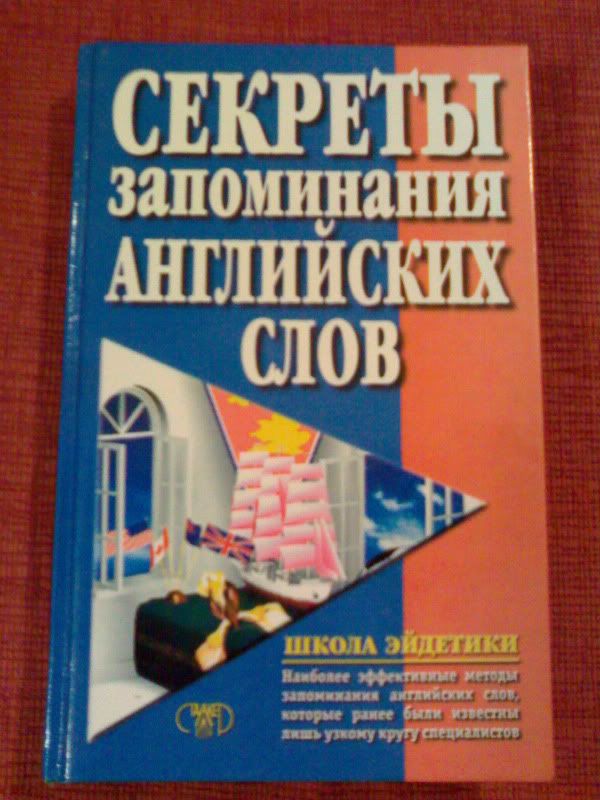 СЕКРЕТЫ
запоминания
АНГЛИЙСКИХ
СЛОВ
ШКОЛА ЭЙДЕТИКИ
Наиболее эффективные методы
запоминания английских слов,
которые ранее были известны
лишь узкому кругу специалистов